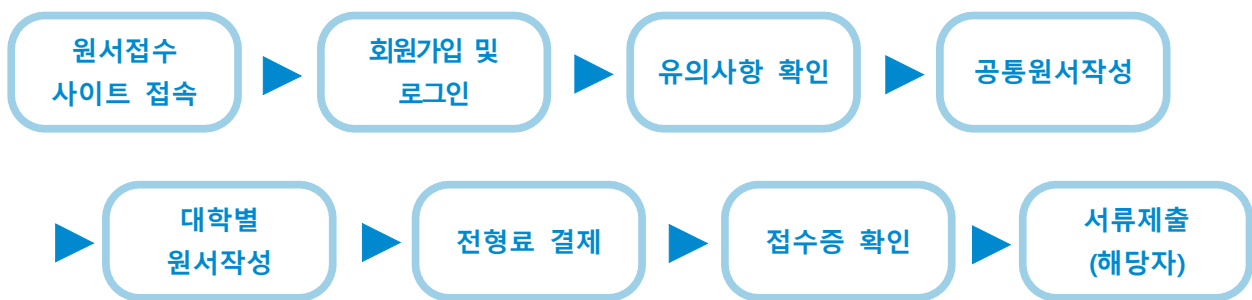 원서접수
사이트 접속
회원가입 및
로그인
유의사항 확인
공통원서작성
대학별
원서작성
전형료 결제
접수증 확인
서류제출
(해당자)